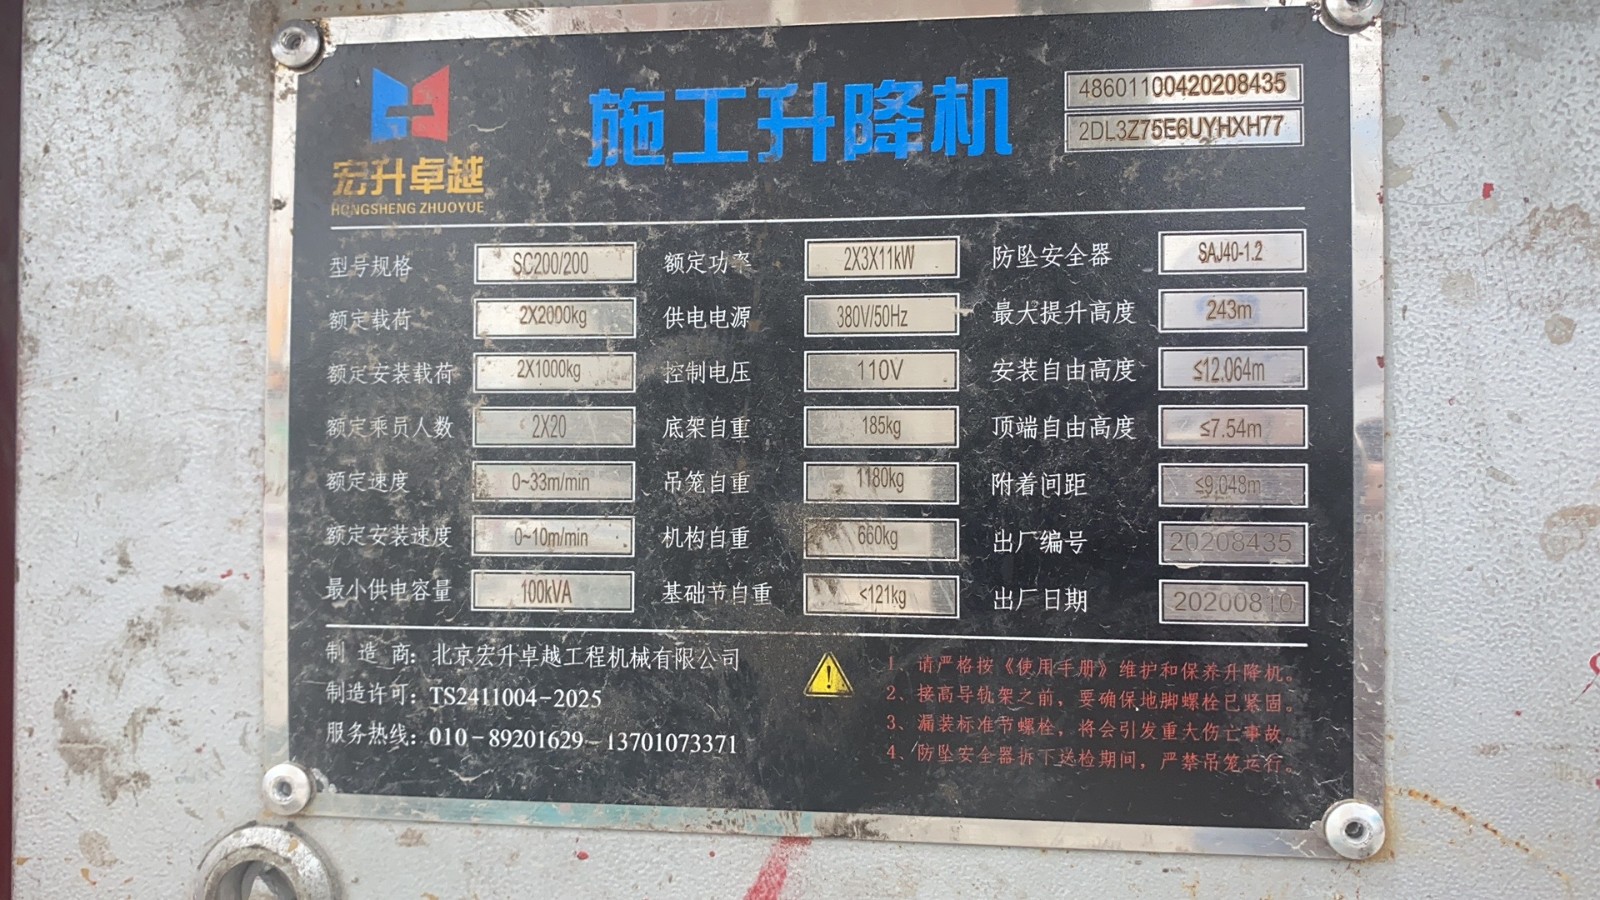 施工升降机
48601100420208435
2DL3Z75E6UYHXH77
宏升卓越
HONGSHENG ZHUOYUE
型号规格 SC200/200 额定功率 2X3X11kW 防坠安全器 SAJ40-1.2
额定载荷 2X2000kg 供电电源 380V/50Hz 最大提升高度 243m
额定安装载荷 2X1000kg 控制电压 110V 安装自由高度 ≤12.064m
额定乘员人数 2X20 底架自重 185kg 顶端自由高度 ≤7.54m
额定速度 0~33m/min 吊笼自重 1180kg 附着间距 ≤9.048m
额定安装速度 0~10m/min 机构自重 660kg 出厂编号 20208435
最小供电容量 100kVA 基础节自重 <121kg 出厂日期 20200810
制造商：北京宏升卓越工程机械有限公司
制造许可：TS2411004-2025
服务热线：010-89201629-13701073371
1、请严格按《使用手册》维护和保养升降机。
2、接高导轨架之前，要确保地脚螺栓已紧固。
3、漏装标准节螺栓，将会引发重大伤亡事故。
4、防坠安全器拆下送检期间，严禁吊笼运行。